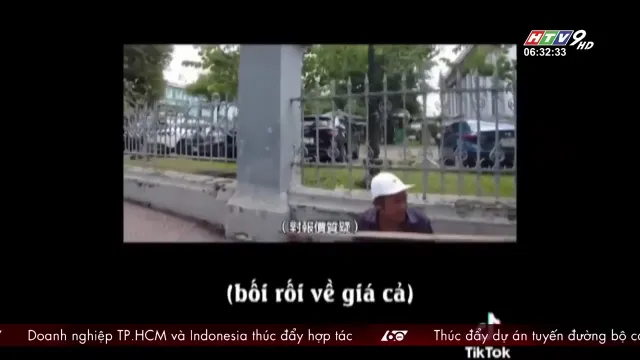 HTV9 HD
06:32:33
（對報價質疑）
(bối rối về giá cả)
Doanh nghiệp TP.HCM và Indonesia thúc đẩy hợp tác
60
Thúc đẩy dự án tuyến đường bộ c
TikTok